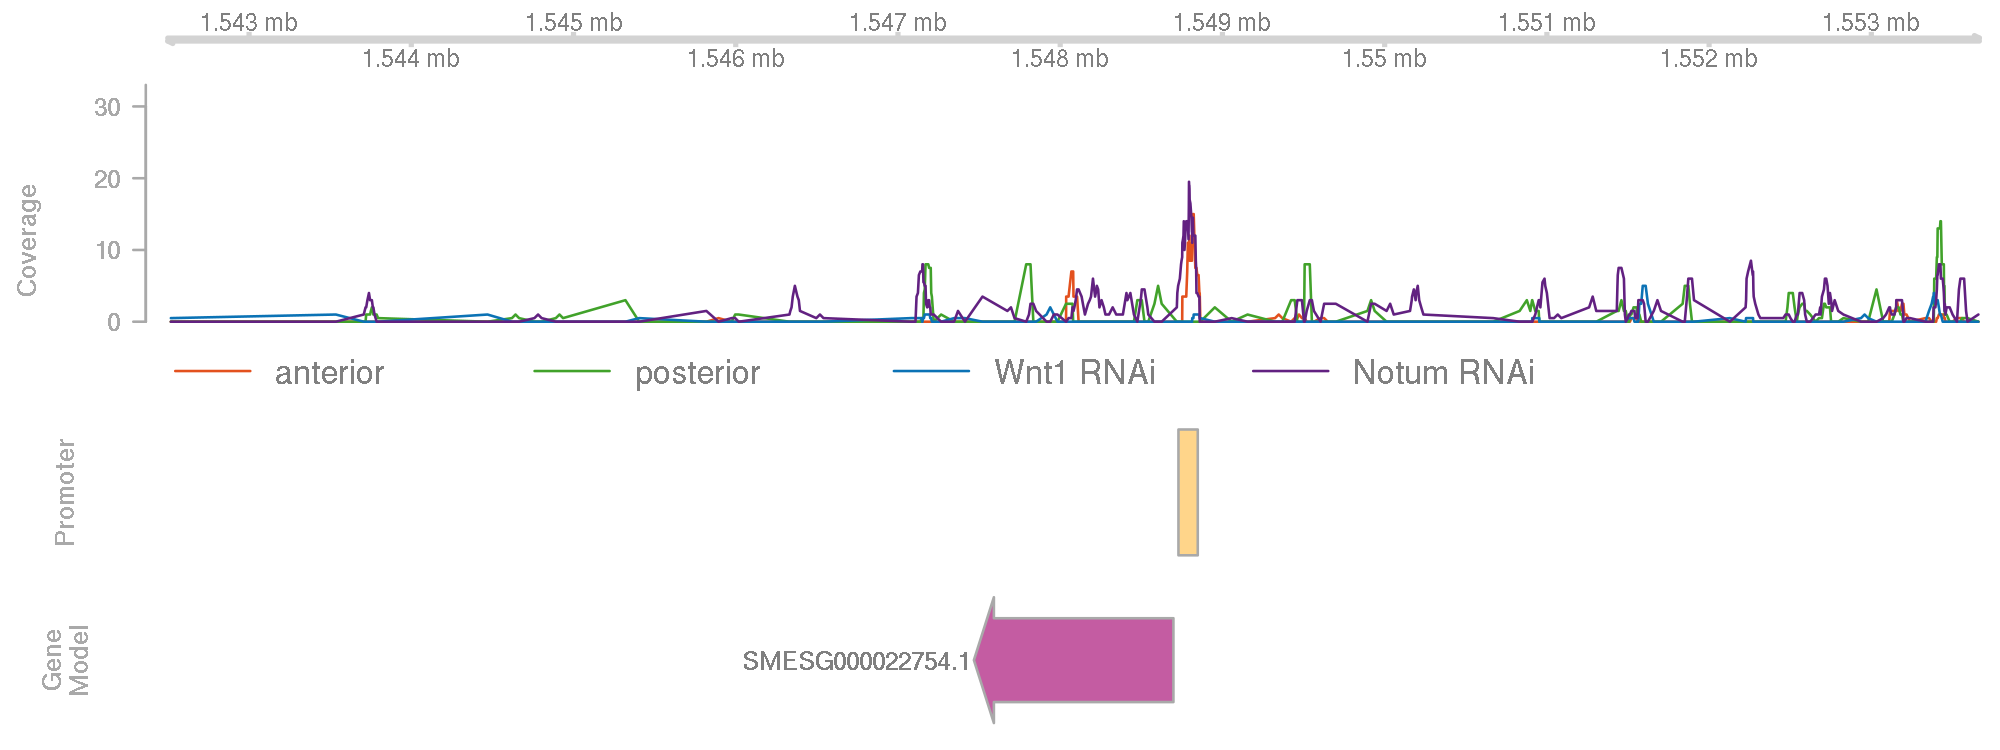 1.543 mb 1.545 mb 1.547 mb 1.549 mb 1.551 mb 1.553 mb
1.544 mb 1.546 mb 1.548 mb 1.55 mb 1.552 mb
Coverage
30
20
10
0
anterior posterior Wnt1 RNAi Notum RNAi
Promoter
Gene
Model
SMESG000022754.1